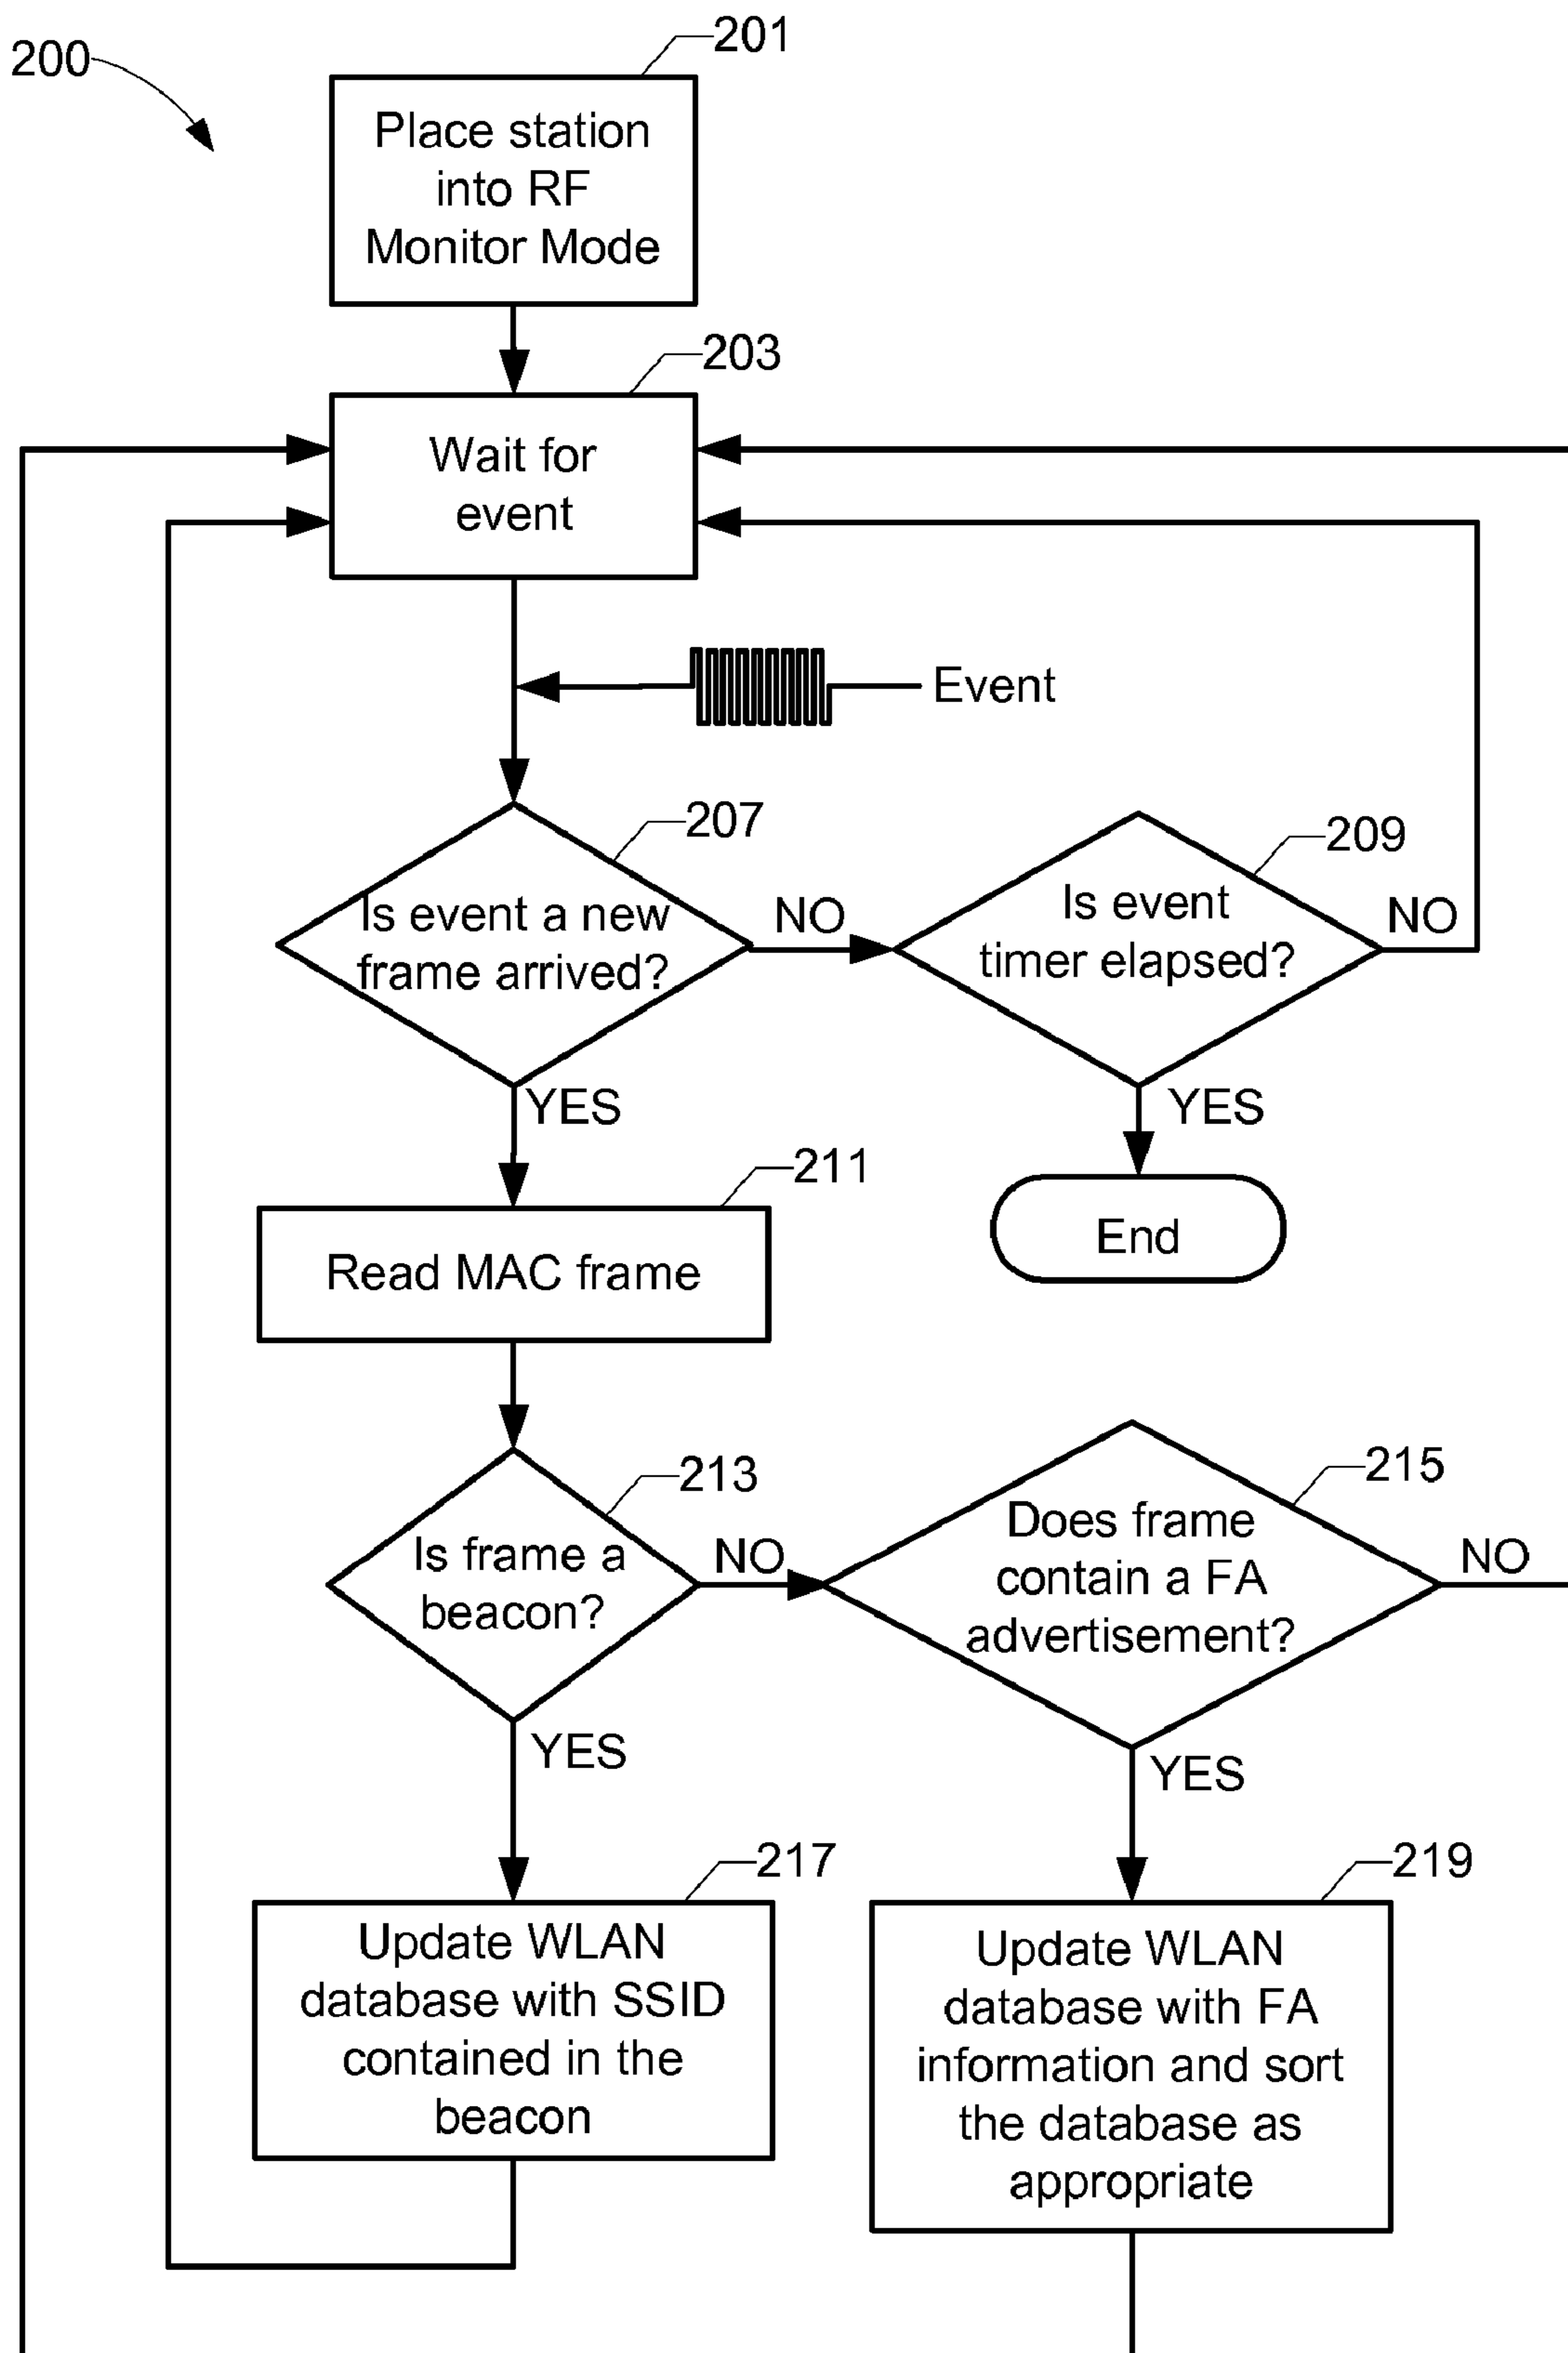 200
201
Place station
into RF
Monitor Mode
203
Wait for
event
Event
207
Is event a new
frame arrived?
NO
209
Is event
timer elapsed?
NO
YES
YES
211
Read MAC frame
End
213
Is frame a
beacon?
NO
215
Does frame
contain a FA
advertisement?
NO
YES
YES
217
Update WLAN
database with SSID
contained in the
beacon
219
Update WLAN
database with FA
information and sort
the database as
appropriate